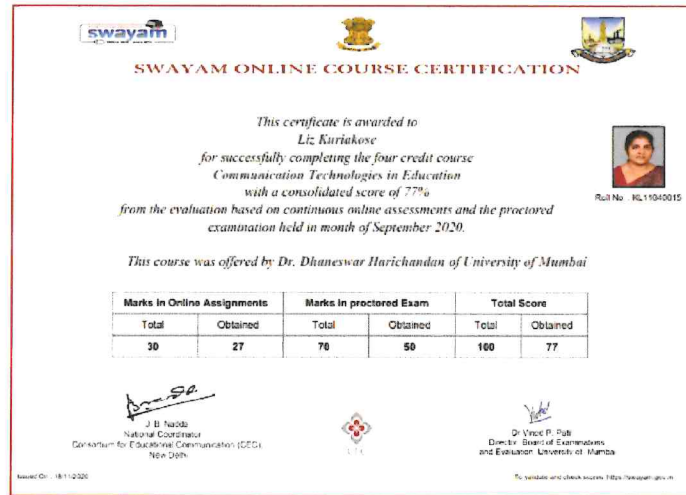 swayam
SWAYAM ONLINE COURSE CERTIFICATION
This certificate is awarded to
Liz Kuriakose
for successfully completing the four credit course
Communication Technologies in Education
with a consolidated score of 77%
from the evaluation based on continuous online assessments and the proctored
examination held in month of September 2020.
Roll No : KL11040015
This course was offered by Dr. Dhaneswar Harichandan of University of Mumbai
Marks in Online Assignments Marks in proctored Exam Total Score
Total Obtained Total Obtained Total Obtained
30 27 70 50 100 77
J. B. Nadda
National Coordinator
Consortium for Educational Communication (CEC)
New Delhi
Dr Vinod P. Patil
Director Board of Examinations
and Evaluation University of Mumbai
Issued On : 18/11/2020
To validate and check scores: https://swayam.gov.in